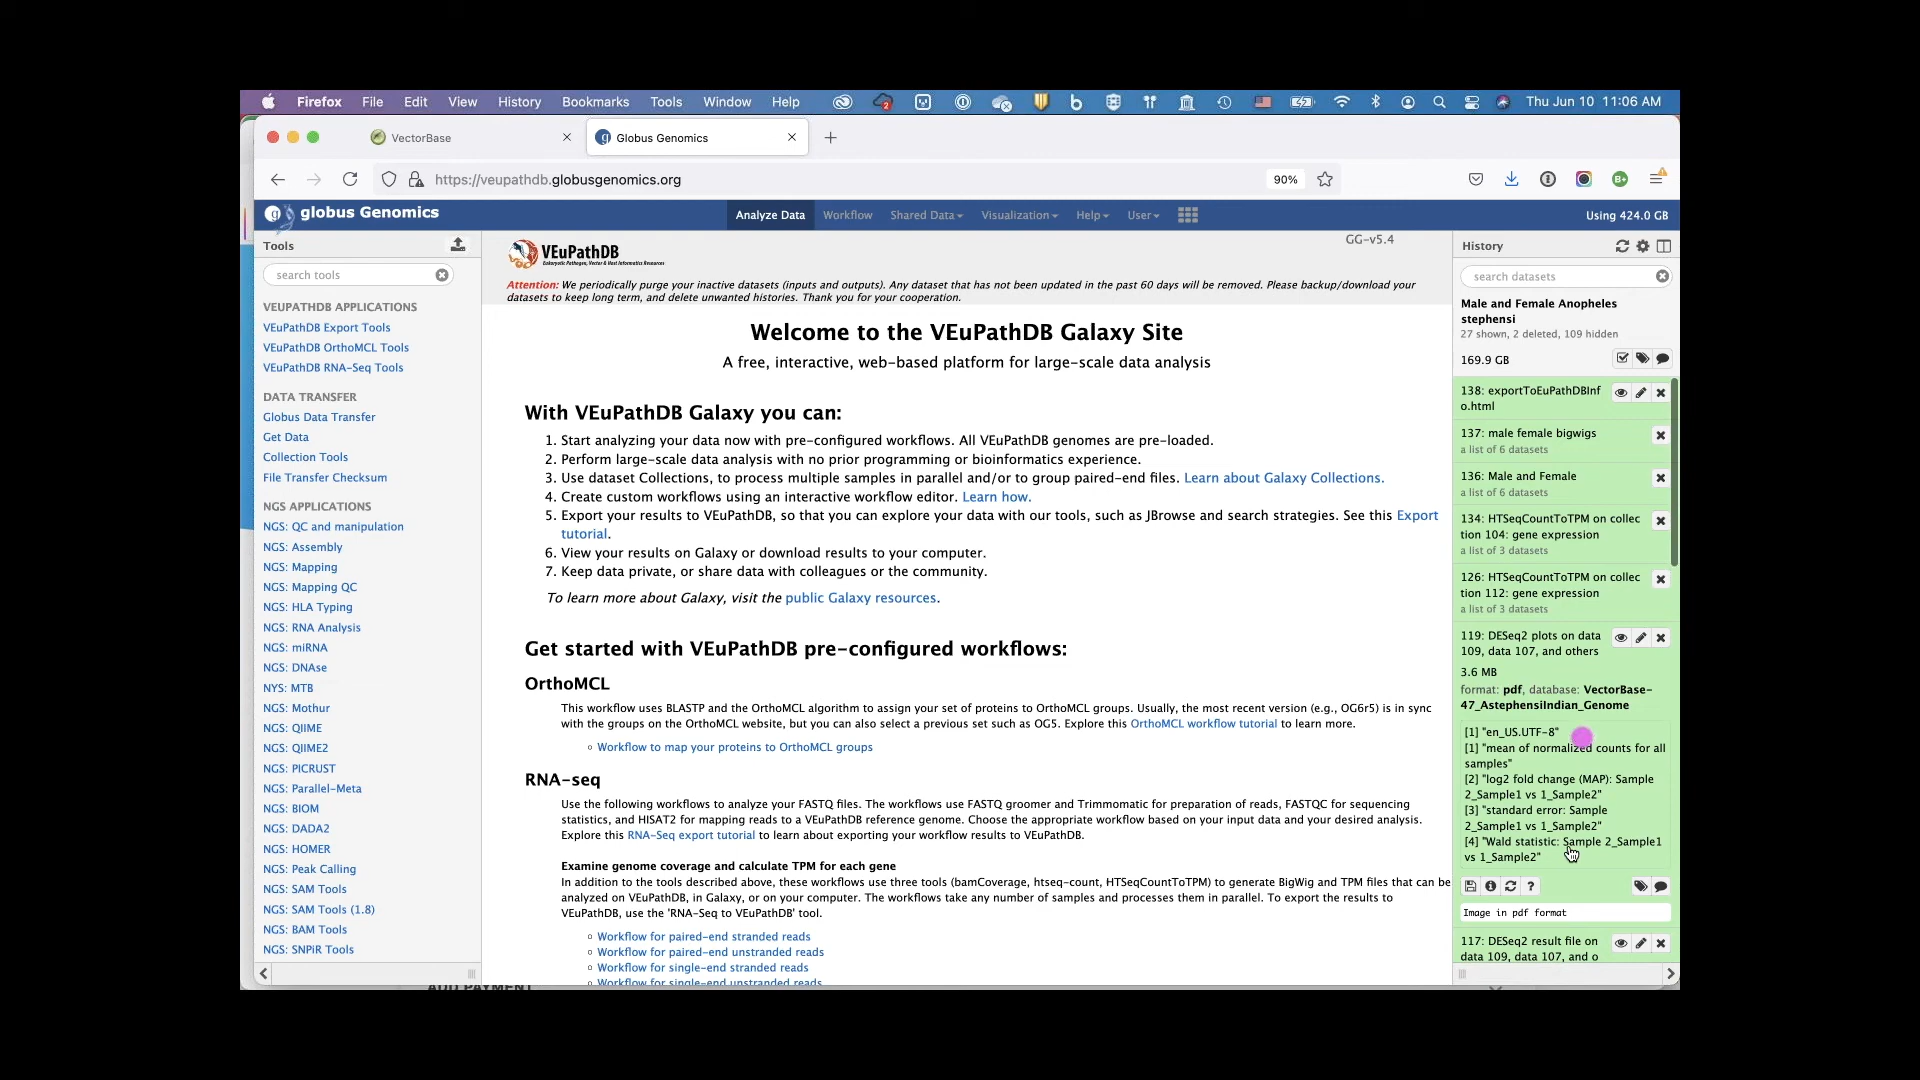 Firefox File Edit View History Bookmarks Tools Window Help Thu Jun 10 11:06 AM
VectorBase
Globus Genomics
https://veupathdb.globusgenomics.org
90%
globus Genomics
Analyze Data Workflow Shared Data Visualization Help User
Using 424.0 GB
Tools
search tools
VEUPATHDB APPLICATIONS
VEuPathDB Export Tools
VEuPathDB OrthoMCL Tools
VEuPathDB RNA-Seq Tools
DATA TRANSFER
Globus Data Transfer
Get Data
Collection Tools
File Transfer Checksum
NGS APPLICATIONS
NGS: QC and manipulation
NGS: Assembly
NGS: Mapping
NGS: Mapping QC
NGS: HLA Typing
NGS: RNA Analysis
NGS: miRNA
NGS: DNAse
NYS: MTB
NGS: Mothur
NGS: QIIME
NGS: QIIME2
NGS: PICRUST
NGS: Parallel-Meta
NGS: BIOM
NGS: DADA2
NGS: HOMER
NGS: Peak Calling
NGS: SAM Tools
NGS: SAM Tools (1.8)
NGS: BAM Tools
NGS: SNPiR Tools
VEuPathDB
Eukaryotic Pathogen, Vector & Host Informatics Resources
GG-v5.4
Attention: We periodically purge your inactive datasets (inputs and outputs). Any dataset that has not been updated in the past 60 days will be removed. Please backup/download your
datasets to keep long term, and delete unwanted histories. Thank you for your cooperation.
Welcome to the VEuPathDB Galaxy Site
A free, interactive, web-based platform for large-scale data analysis
With VEuPathDB Galaxy you can:
1. Start analyzing your data now with pre-configured workflows. All VEuPathDB genomes are pre-loaded.
2. Perform large-scale data analysis with no prior programming or bioinformatics experience.
3. Use dataset Collections, to process multiple samples in parallel and/or to group paired-end files. Learn about Galaxy Collections.
4. Create custom workflows using an interactive workflow editor. Learn how.
5. Export your results to VEuPathDB, so that you can explore your data with our tools, such as JBrowse and search strategies. See this Export
tutorial.
6. View your results on Galaxy or download results to your computer.
7. Keep data private, or share data with colleagues or the community.
To learn more about Galaxy, visit the public Galaxy resources.
Get started with VEuPathDB pre-configured workflows:
OrthoMCL
This workflow uses BLASTP and the OrthoMCL algorithm to assign your set of proteins to OrthoMCL groups. Usually, the most recent version (e.g., OG6r5) is in sync
with the groups on the OrthoMCL website, but you can also select a previous set such as OG5. Explore this OrthoMCL workflow tutorial to learn more.
Workflow to map your proteins to OrthoMCL groups
RNA-seq
Use the following workflows to analyze your FASTQ files. The workflows use FASTQ groomer and Trimmomatic for preparation of reads, FASTQC for sequencing
statistics, and HISAT2 for mapping reads to a VEuPathDB reference genome. Choose the appropriate workflow based on your input data and your desired analysis.
Explore this RNA-Seq export tutorial to learn about exporting your workflow results to VEuPathDB.
Examine genome coverage and calculate TPM for each gene
In addition to the tools described above, these workflows use three tools (bamCoverage, htseq-count, HTSeqCountToTPM) to generate BigWig and TPM files that can be
analyzed on VEuPathDB, in Galaxy, or on your computer. The workflows take any number of samples and processes them in parallel. To export the results to
VEuPathDB, use the 'RNA-Seq to VEuPathDB' tool.
Workflow for paired-end stranded reads
Workflow for paired-end unstranded reads
Workflow for single-end stranded reads
Workflow for single-end unstranded reads
History
search datasets
Male and Female Anopheles
stephensi
27 shown, 2 deleted, 109 hidden
169.9 GB
138: exportToEuPathDBInf
o.html
137: male female bigwigs
a list of 6 datasets
136: Male and Female
a list of 6 datasets
134: HTSeqCountToTPM on collec
tion 104: gene expression
a list of 3 datasets
126: HTSeqCountToTPM on collec
tion 112: gene expression
a list of 3 datasets
119: DESeq2 plots on data
109, data 107, and others
3.6 MB
format: pdf, database: VectorBase-
47_AstephensiIndian_Genome
[1] "en_US.UTF-8"
[1] "mean of normalized counts for all
samples"
[2] "log2 fold change (MAP): Sample
2_Sample1 vs 1_Sample2"
[3] "standard error: Sample
2_Sample1 vs 1_Sample2"
[4] "Wald statistic: Sample 2_Sample1
vs 1_Sample2"
Image in pdf format
117: DESeq2 result file on
data 109, data 107, and o
ADD PAYMENT